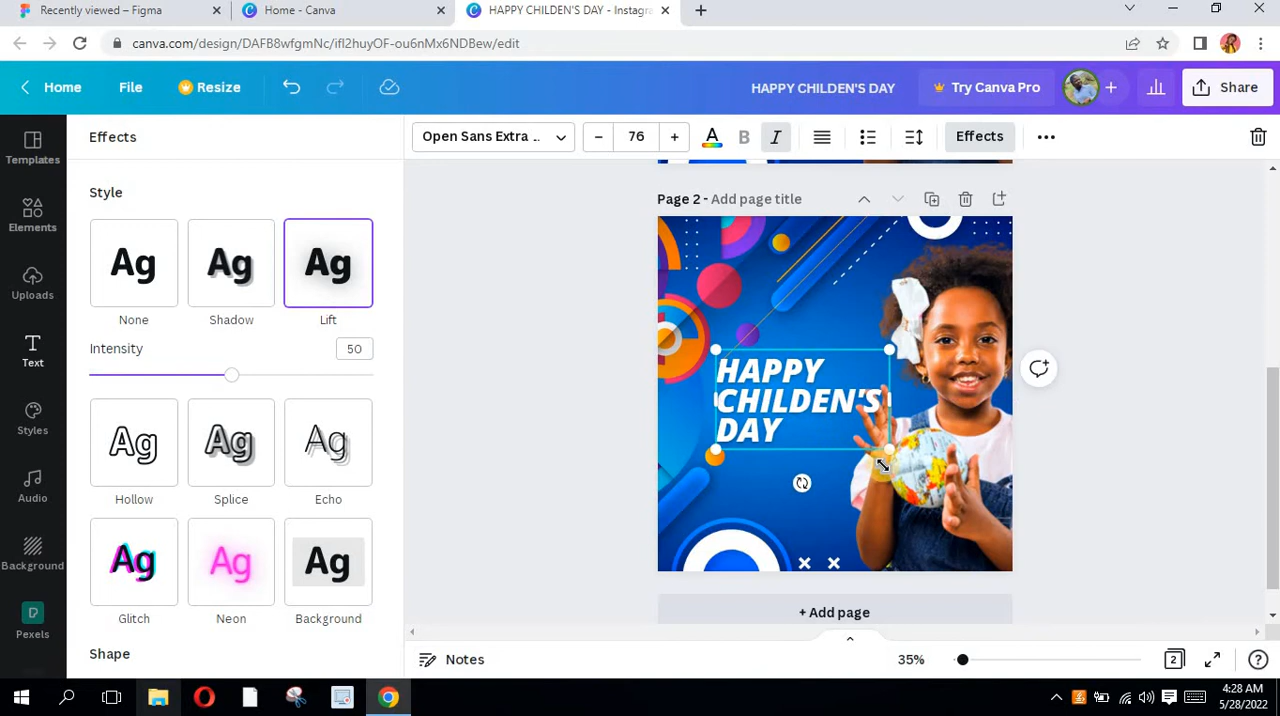 Recently viewed – Figma
Home - Canva
HAPPY CHILDEN'S DAY - Instagra
canva.com/design/DAFB8wfgmNc/ifI2huyOF-ou6nMx6NDBew/edit
Home
File
Resize
HAPPY CHILDEN'S DAY
Try Canva Pro
Share
Templates
Elements
Uploads
Text
Styles
Audio
Background
Pexels
Effects
Style
Ag
Ag
Ag
None
Shadow
Lift
Intensity
50
Ag
Ag
Ag
Hollow
Splice
Echo
Ag
Ag
Ag
Glitch
Neon
Background
Shape
Open Sans Extra ...
76
A
B
I
Effects
Page 2 - Add page title
HAPPY
CHILDEN'S
DAY
+ Add page
Notes
35%
2
4:28 AM
5/28/2022